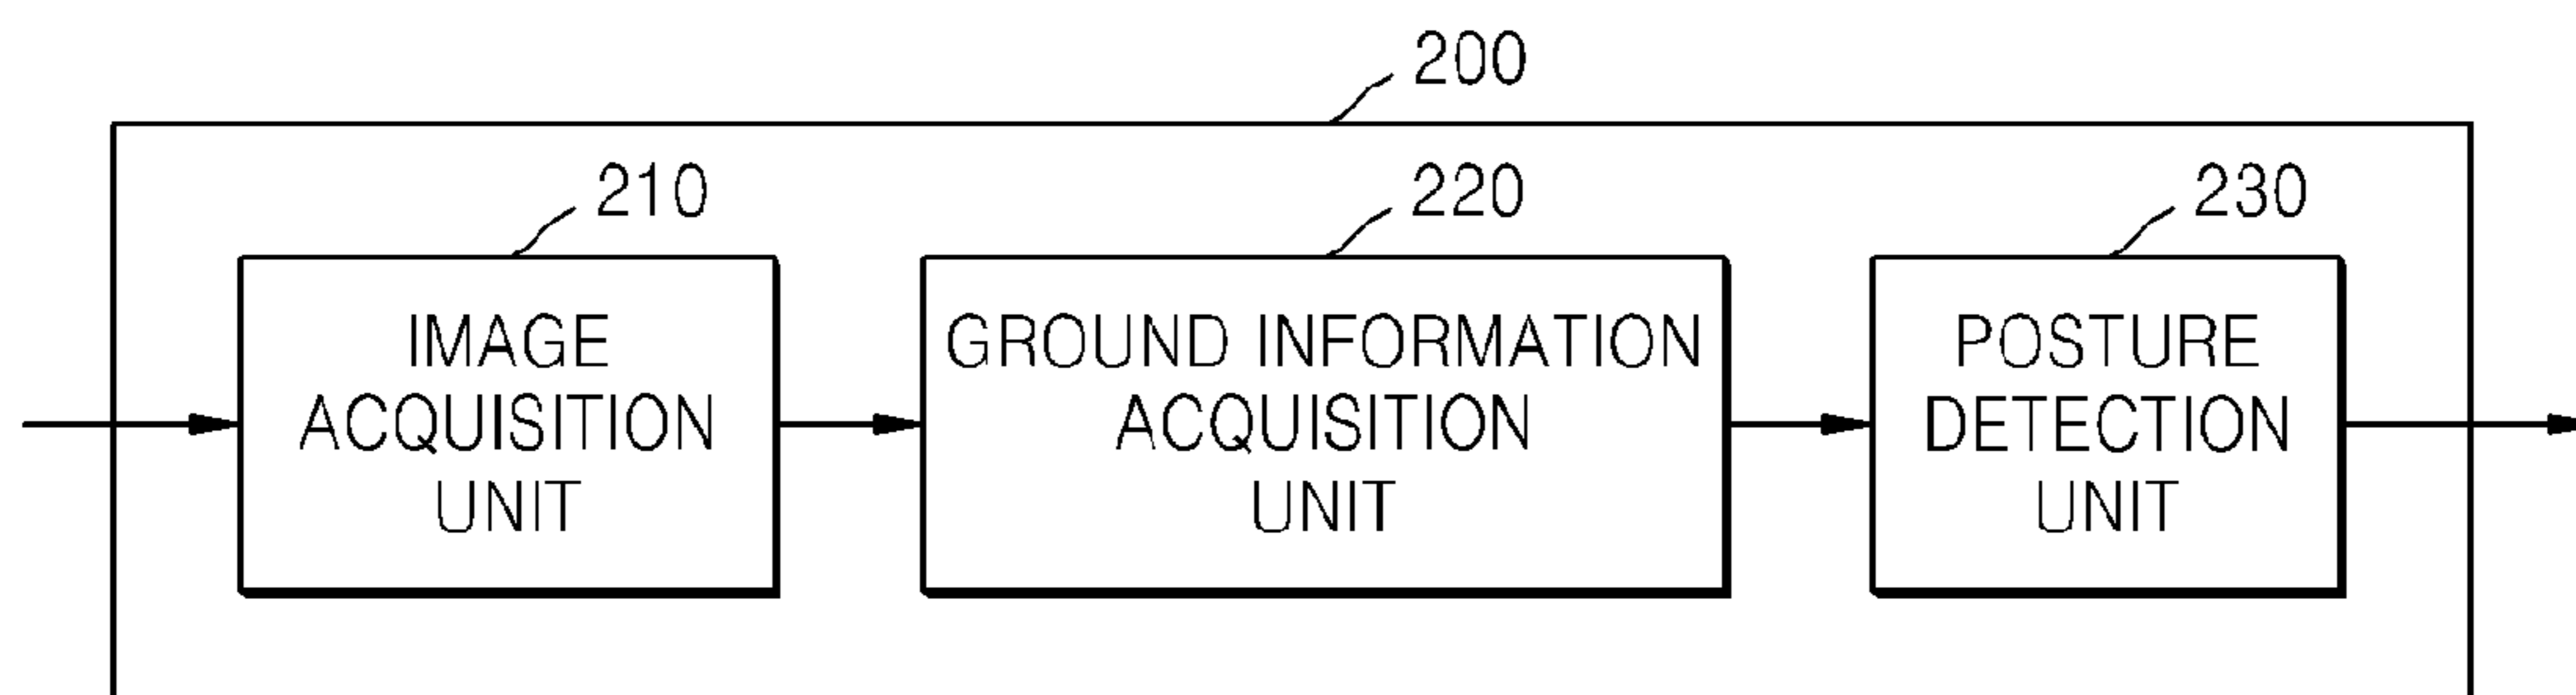 200
210
220
230
IMAGE
ACQUISITION
UNIT
GROUND INFORMATION
ACQUISITION
UNIT
POSTURE
DETECTION
UNIT